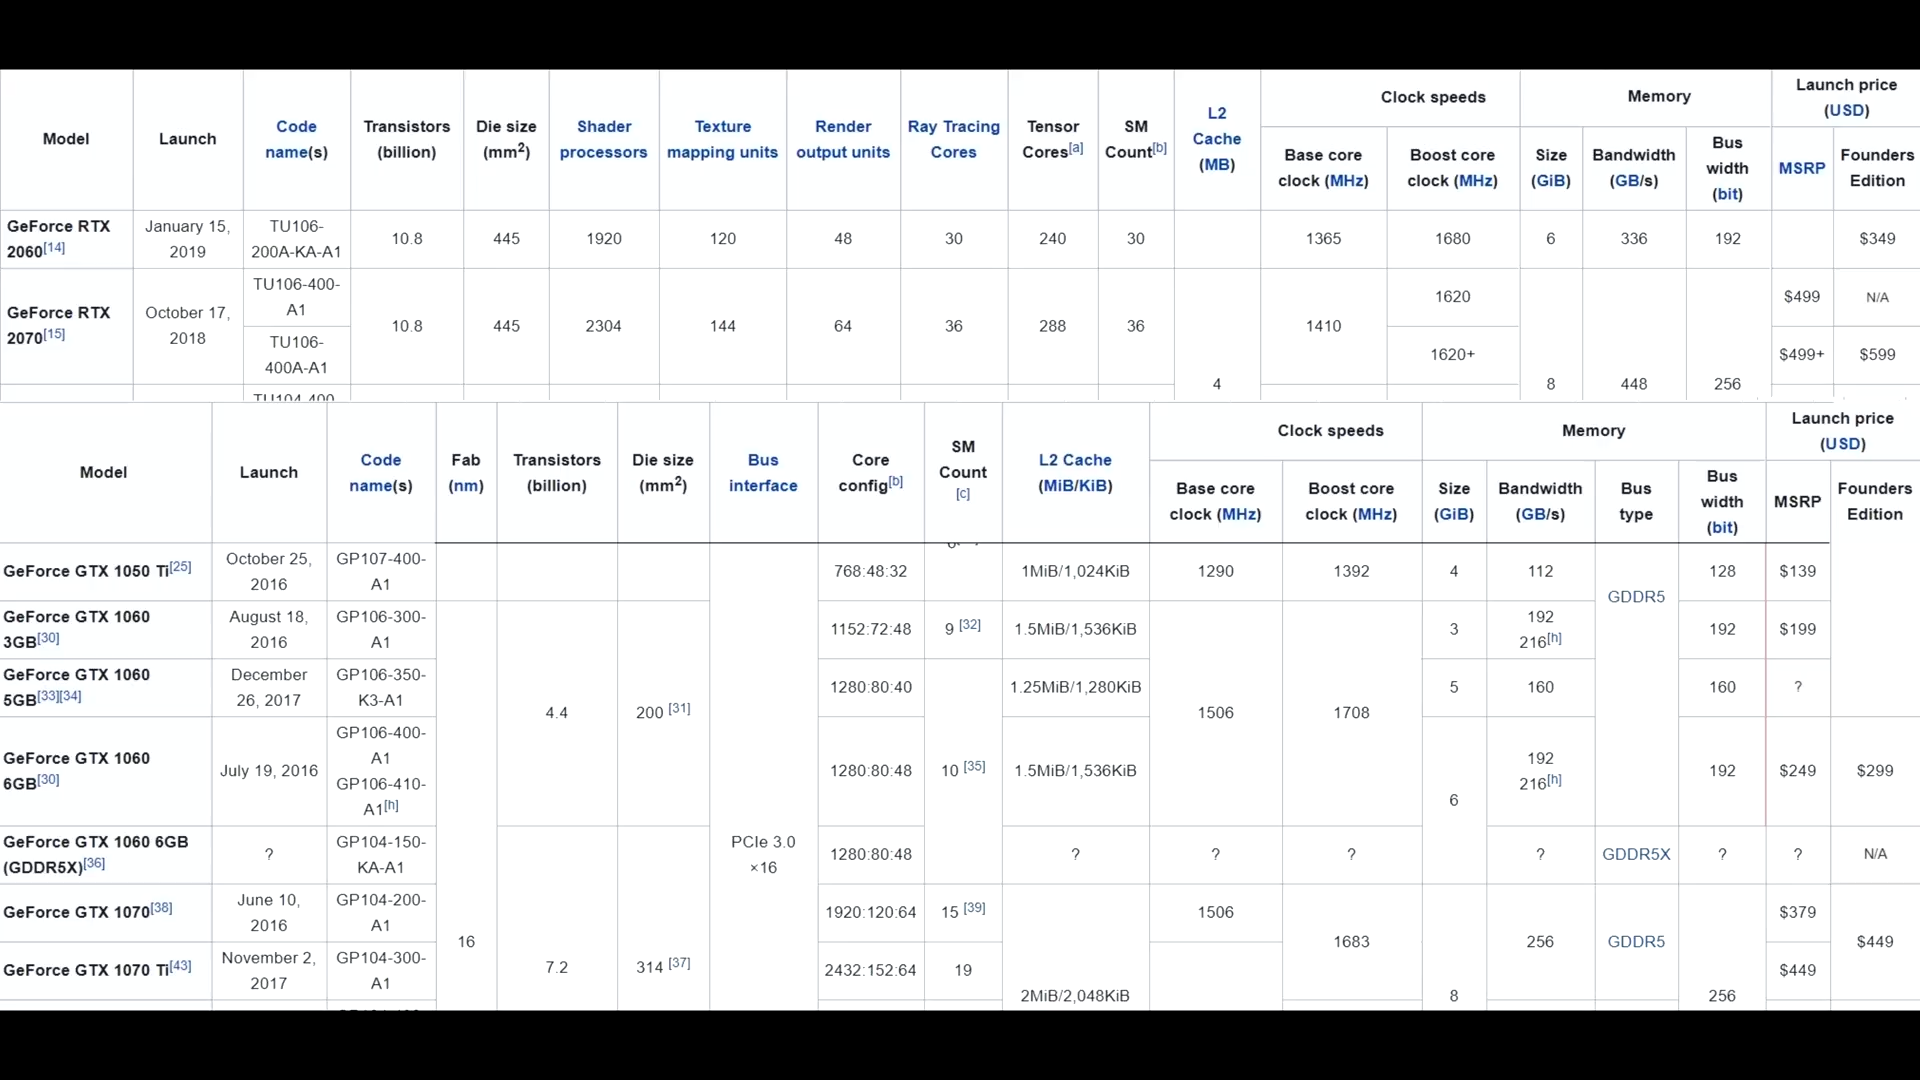 Model
Launch
Code
name(s)
Transistors
(billion)
Die size
(mm2)
Shader
processors
Texture
mapping units
Render
output units
Ray Tracing
Cores
Tensor
Cores[a]
SM
Count[b]
L2
Cache
(MB)
Clock speeds
Base core
clock (MHz)
Boost core
clock (MHz)
Memory
Size
(GiB)
Bandwidth
(GB/s)
Bus
width
(bit)
Launch price
(USD)
MSRP
Founders
Edition
GeForce RTX
2060[14]
January 15,
2019
TU106-
200A-KA-A1
10.8
445
1920
120
48
30
240
30
1365
1680
6
336
192
$349
GeForce RTX
2070[15]
October 17,
2018
TU106-400-
A1
TU106-
400A-A1
10.8
445
2304
144
64
36
288
36
1410
1620
1620+
$499
N/A
$499+
$599
4
8
448
256
TU104-400
Model
Launch
Code
name(s)
Fab
(nm)
Transistors
(billion)
Die size
(mm2)
Bus
interface
Core
config[b]
SM
Count
[c]
L2 Cache
(MiB/KiB)
Clock speeds
Base core
clock (MHz)
Boost core
clock (MHz)
Memory
Size
(GiB)
Bandwidth
(GB/s)
Bus
type
Bus
width
(bit)
Launch price
(USD)
MSRP
Founders
Edition
GeForce GTX 1050 Ti[25]
October 25,
2016
GP107-400-
A1
768:48:32
1MiB/1,024KiB
1290
1392
4
112
GDDR5
128
$139
GeForce GTX 1060
3GB[30]
August 18,
2016
GP106-300-
A1
1152:72:48
9 [32]
1.5MiB/1,536KiB
3
192
216[h]
192
$199
GeForce GTX 1060
5GB[33][34]
December
26, 2017
GP106-350-
K3-A1
4.4
200 [31]
1280:80:40
1.25MiB/1,280KiB
1506
1708
5
160
160
?
GeForce GTX 1060
6GB[30]
July 19, 2016
GP106-400-
A1
GP106-410-
A1[h]
1280:80:48
10 [35]
1.5MiB/1,536KiB
6
192
216[h]
192
$249
$299
GeForce GTX 1060 6GB
(GDDR5X)[36]
?
GP104-150-
KA-A1
PCIe 3.0
×16
1280:80:48
?
?
?
?
GDDR5X
?
?
N/A
GeForce GTX 1070[38]
June 10,
2016
GP104-200-
A1
16
7.2
314 [37]
1920:120:64
15 [39]
1506
1683
256
GDDR5
$379
$449
GeForce GTX 1070 Ti[43]
November 2,
2017
GP104-300-
A1
2432:152:64
19
2MiB/2,048KiB
8
256
$449